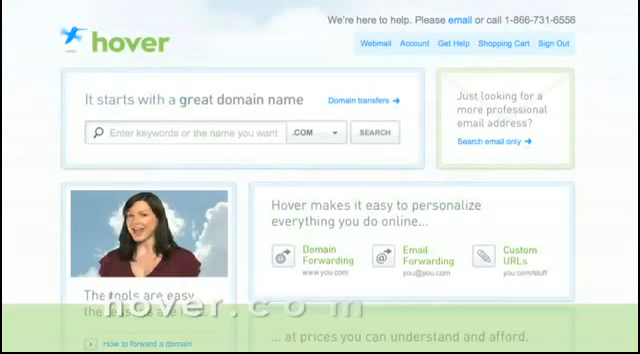 We're here to help. Please email or call 1-866-731-6556
hover
Webmail Account Get Help Shopping Cart Sign Out
It starts with a great domain name
Domain transfers →
Enter keywords or the name you want
.COM
SEARCH
Just looking for a
more professional
email address?
Search email only →
Hover makes it easy to personalize
everything you do online...
Domain
Forwarding
www.you.com
Email
Forwarding
you@you.com
Custom
URLs
you.com/stuff
The tools are easy
hover.com
How to forward a domain
... at prices you can understand and afford.